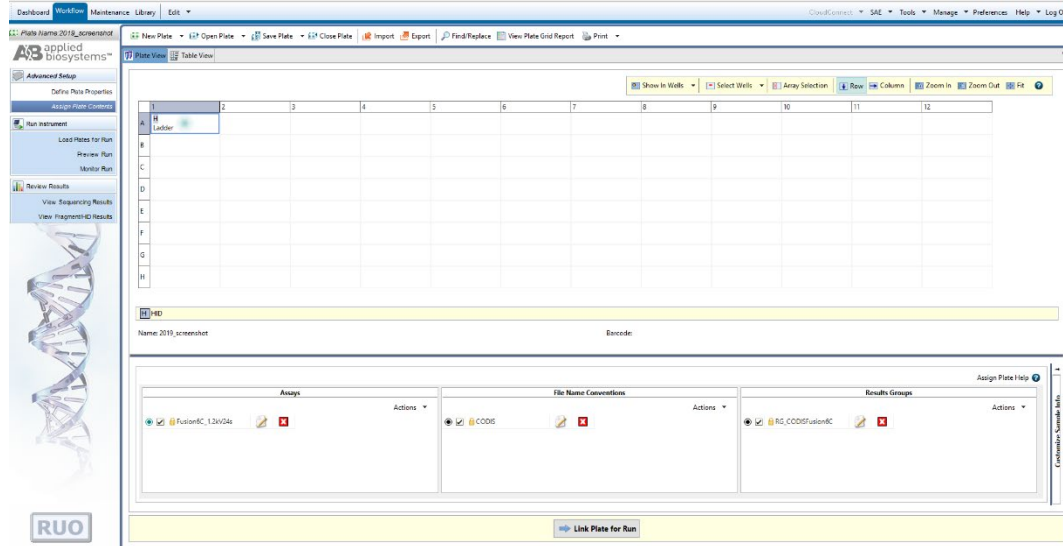 Dashboard Workflow Maintenance Library Edit CloudConnect SAE Tools Manage Preferences Help Log O
Plate Name:2019_screenshot New Plate Open Plate Save Plate Close Plate Import Export Find/Replace View Plate Grid Report Print
AB applied biosystems™
Plate View Table View
Advanced Setup
Define Plate Properties
Assign Plate Contents
Run Instrument
Load Plates for Run
Preview Run
Monitor Run
Review Results
View Sequencing Results
View Fragment/HID Results
RUO
Show In Wells Select Wells Array Selection Row Column Zoom In Zoom Out Fit
1 2 3 4 5 6 7 8 9 10 11 12
A H
Ladder
B
C
D
E
F
G
H
H HID
Name: 2019_screenshot Barcode:
Assign Plate Help
Assays File Name Conventions Results Groups
Actions Actions Actions
Fusion6C_1.2kV24s CODIS RG_CODISFusion6C
Customize Sample Info
Link Plate for Run